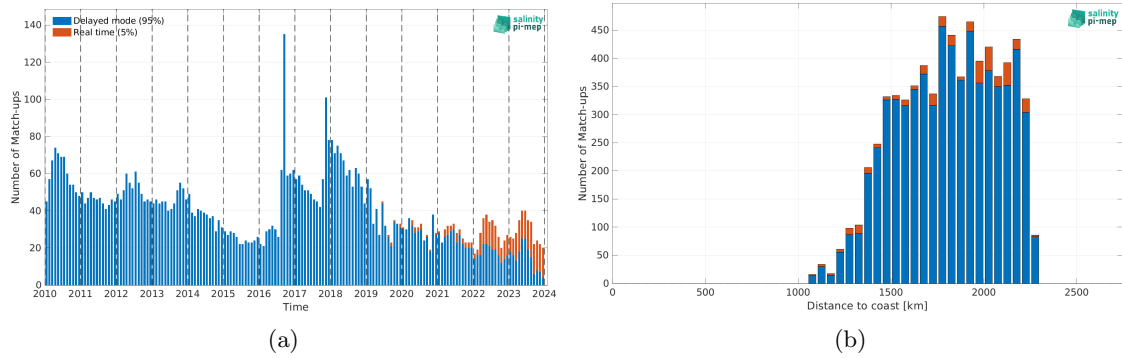 Delayed mode (95%)
Real time (5%)
salinity
pi-mep
140
120
100
80
60
40
20
0
Number of Match-ups
2010 2011 2012 2013 2014 2015 2016 2017 2018 2019 2020 2021 2022 2023 2024
Time
(a)
salinity
pi-mep
450
400
350
300
250
200
150
100
50
0
Number of Match-ups
0 500 1000 1500 2000 2500
Distance to coast [km]
(b)